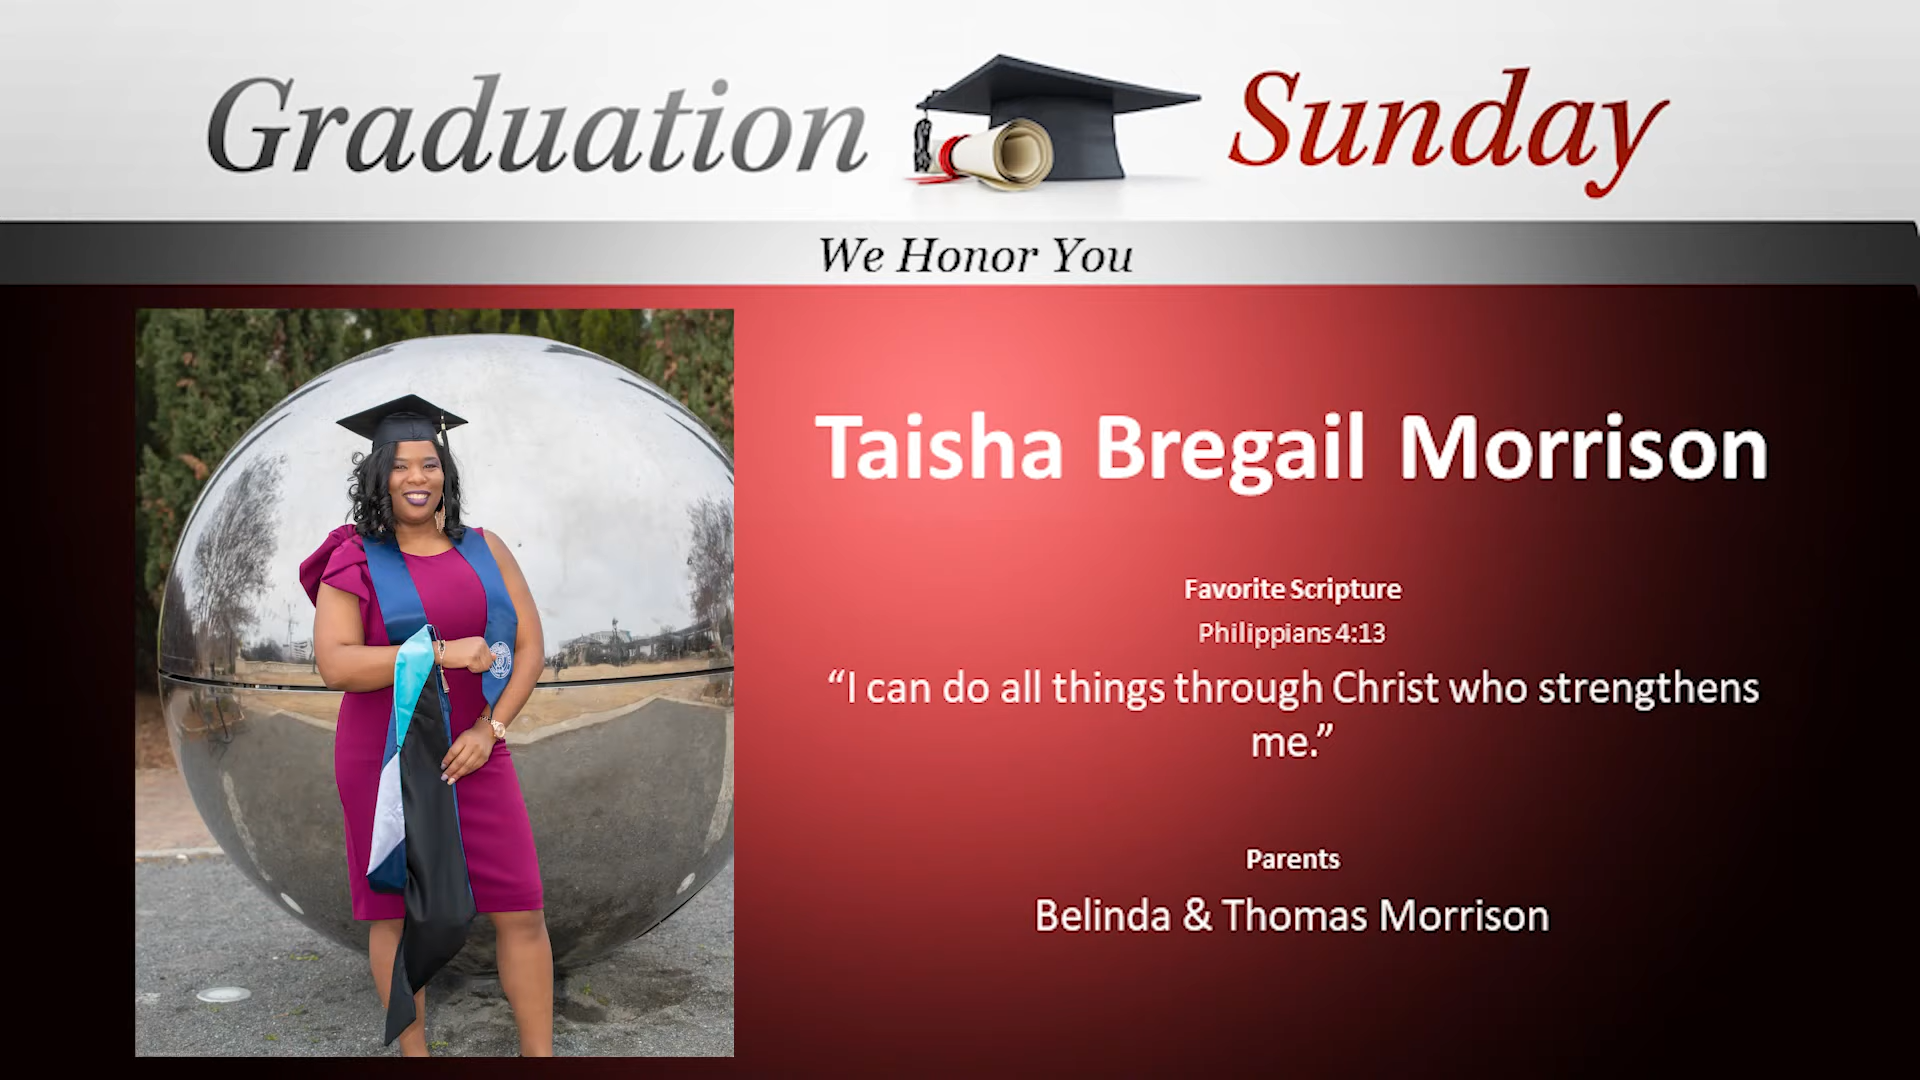 Graduation Sunday
We Honor You
Taisha Bregail Morrison
Favorite Scripture
Philippians 4:13
“I can do all things through Christ who strengthens
me.”
Parents
Belinda & Thomas Morrison